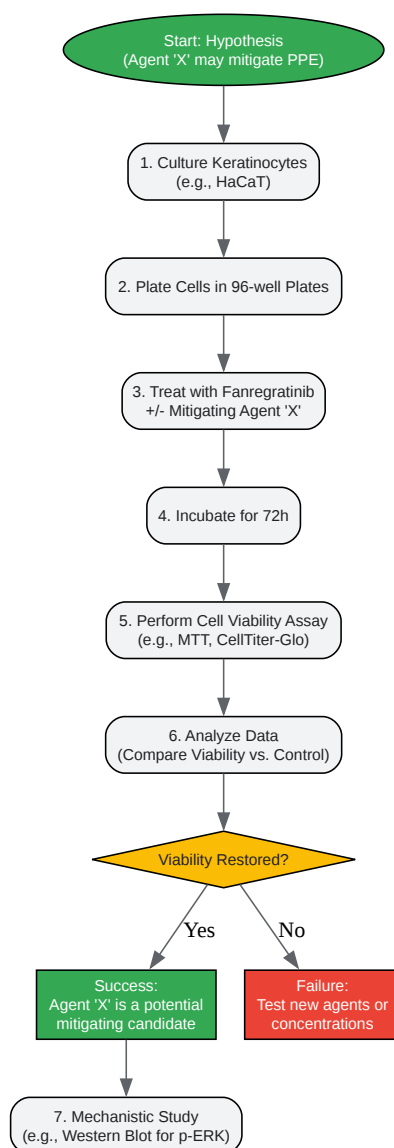 Start: Hypothesis
(Agent 'X' may mitigate PPE)
1. Culture Keratinocytes
(e.g., HaCaT)
2. Plate Cells in 96-well Plates
3. Treat with Fanregratinib
+/- Mitigating Agent 'X'
4. Incubate for 72h
5. Perform Cell Viability Assay
(e.g., MTT, CellTiter-Glo)
6. Analyze Data
(Compare Viability vs. Control)
Viability Restored?
Yes
No
Success:
Agent 'X' is a potential
mitigating candidate
Failure:
Test new agents or
concentrations
7. Mechanistic Study
(e.g., Western Blot for p-ERK)